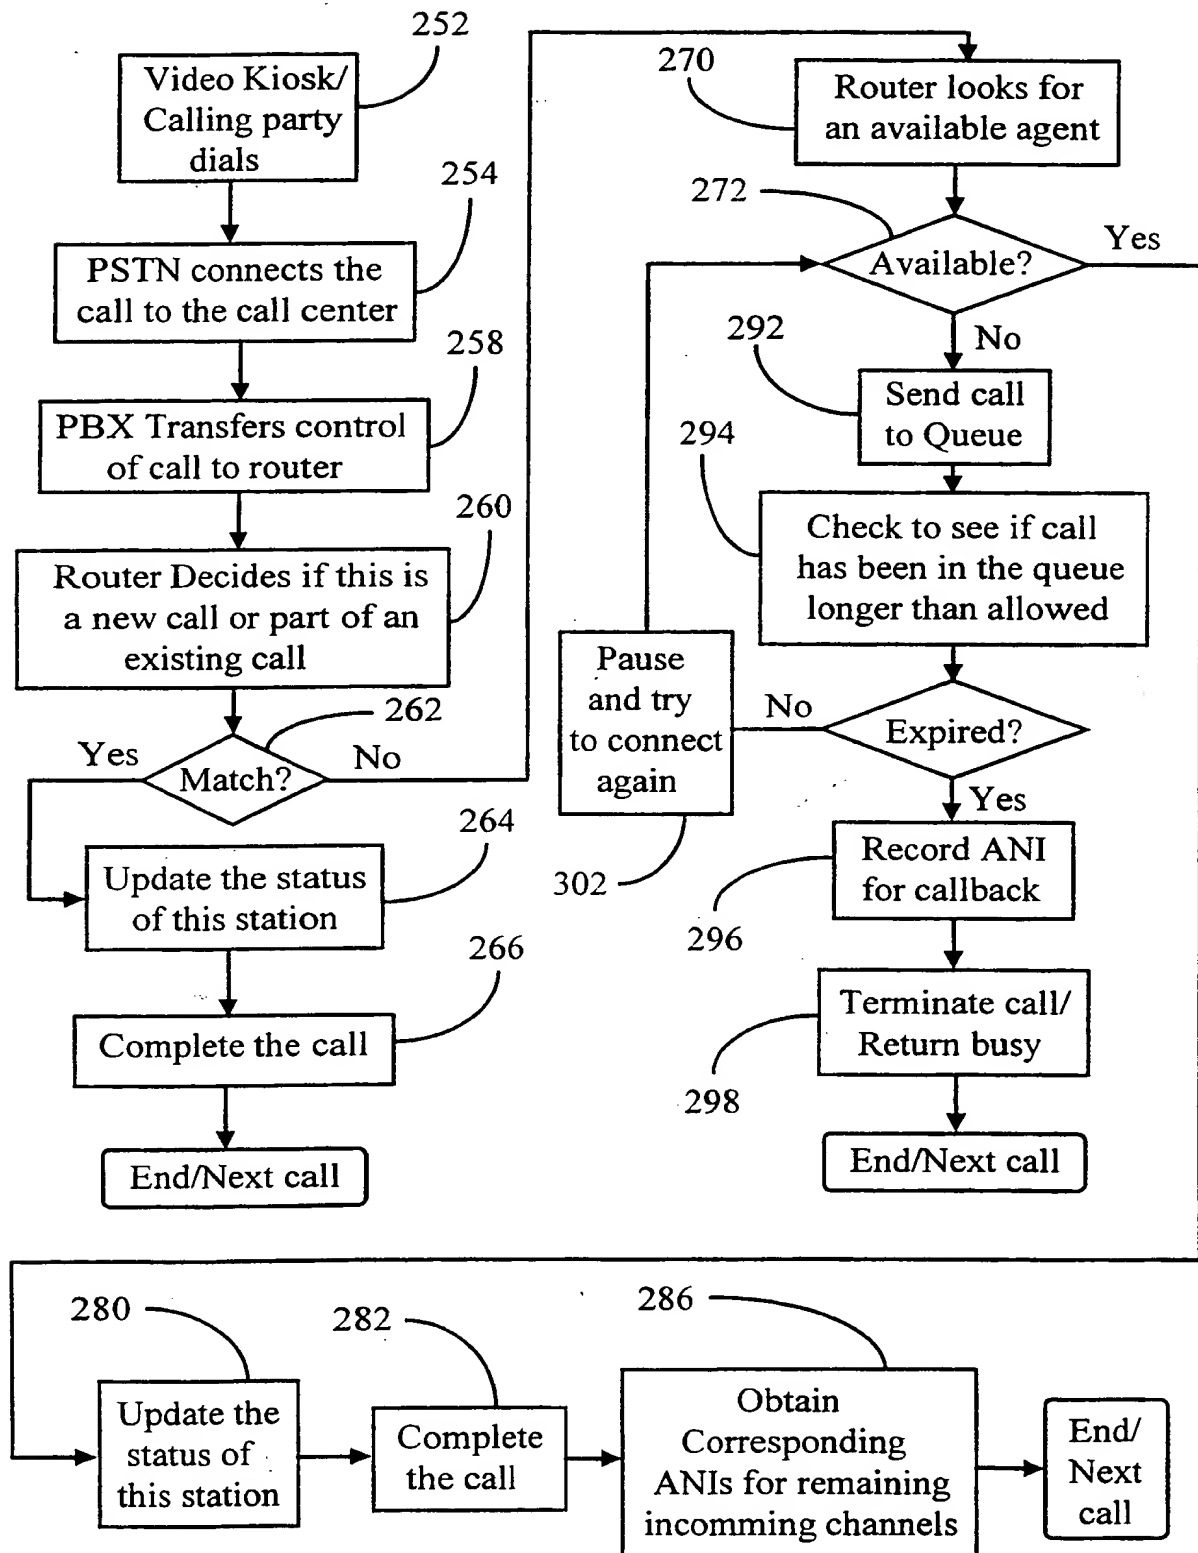 252
Video Kiosk/
Calling party
dials
254
PSTN connects the
call to the call center
258
PBX Transfers control
of call to router
260
Router Decides if this is
a new call or part of an
existing call
262
Yes
Match?
No
264
Update the status
of this station
266
Complete the call
End/Next call
270
Router looks for
an available agent
272
Available?
Yes
No
292
Send call
to Queue
294
Check to see if call
has been in the queue
longer than allowed
Expired?
No
Pause
and try
to connect
again
302
Yes
Record ANI
for callback
296
Terminate call/
Return busy
298
End/Next call
280
Update the
status of
this station
282
Complete
the call
286
Obtain
Corresponding
ANIs for remaining
incomming channels
End/
Next
call